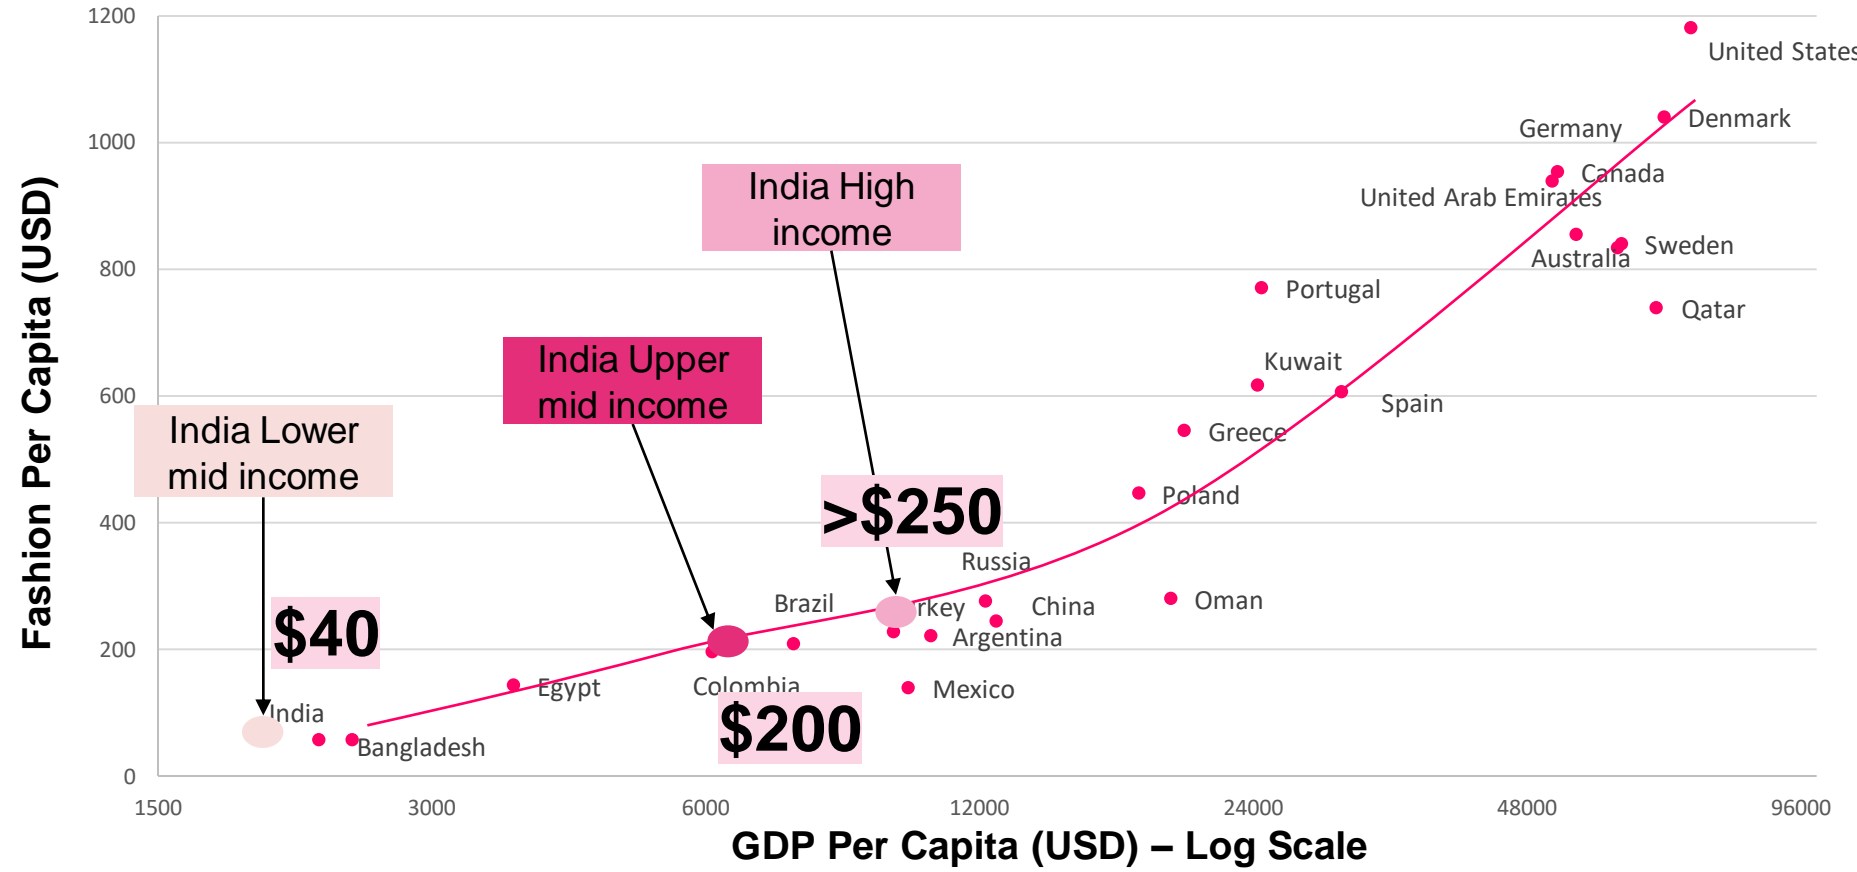 1200
1000
800
600
400
200
0
Fashion Per Capita (USD)
United States
Denmark
Germany
Canada
United Arab Emirates
Australia
Sweden
Portugal
Qatar
Kuwait
Spain
Greece
Poland
Russia
Oman
Brazil
rkey
China
Argentina
Egypt
Colombia
Mexico
India
Bangladesh
India High
income
India Upper
mid income
India Lower
mid income
>$250
$40
$200
1500
3000
6000
12000
24000
48000
96000
GDP Per Capita (USD) – Log Scale